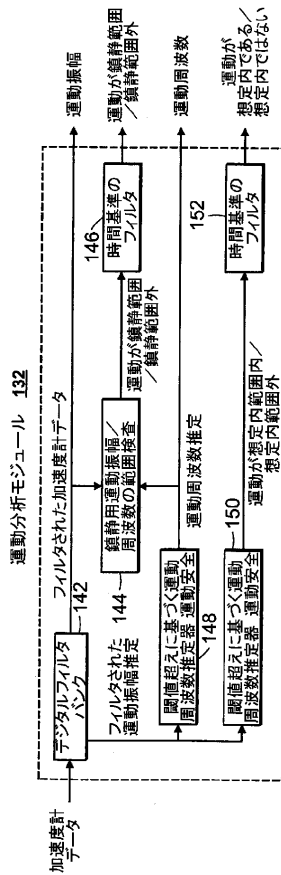 運動分析モジュール 132
加速度計
データ
デジタルフィルタ
バンク
142
フィルタされた加速度計データ
運動振幅
フィルタされた
運動振幅推定
144
鎮静用運動振幅/
周波数の範囲検査
運動が鎮静範囲
/鎮静範囲外
146
時間基準の
フィルタ
運動が鎮静範囲
/鎮静範囲外
閾値超えに基づく運動
周波数推定器 運動安全
148
運動周波数推定
運動周波数
閾値超えに基づく運動
周波数推定器 運動安全
150
運動が想定内範囲内/
想定内範囲外
152
時間基準の
フィルタ
運動が
想定内である/
想定内ではない